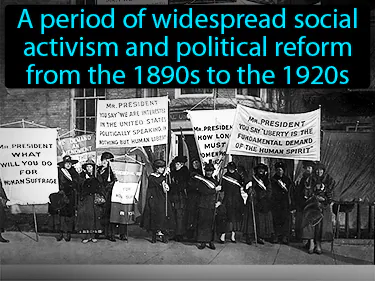 A period of widespread social
activism and political reform
from the 1890s to the 1920s
MR. PRESIDENT
YOU SAY "WE ARE INTERESTED
IN THE UNITED STATES
POLITICALLY SPEAKING, IN
NOTHING BUT HUMAN LIBERTY"
MR. PRESIDENT
WHAT
WILL YOU DO
FOR
WOMAN SUFFRAGE
MR. PRESIDENT
HOW LONG
MUST
WOMEN
MR. PRESIDENT
YOU SAY "LIBERTY IS THE
FUNDAMENTAL DEMAND
OF THE HUMAN SPIRIT"